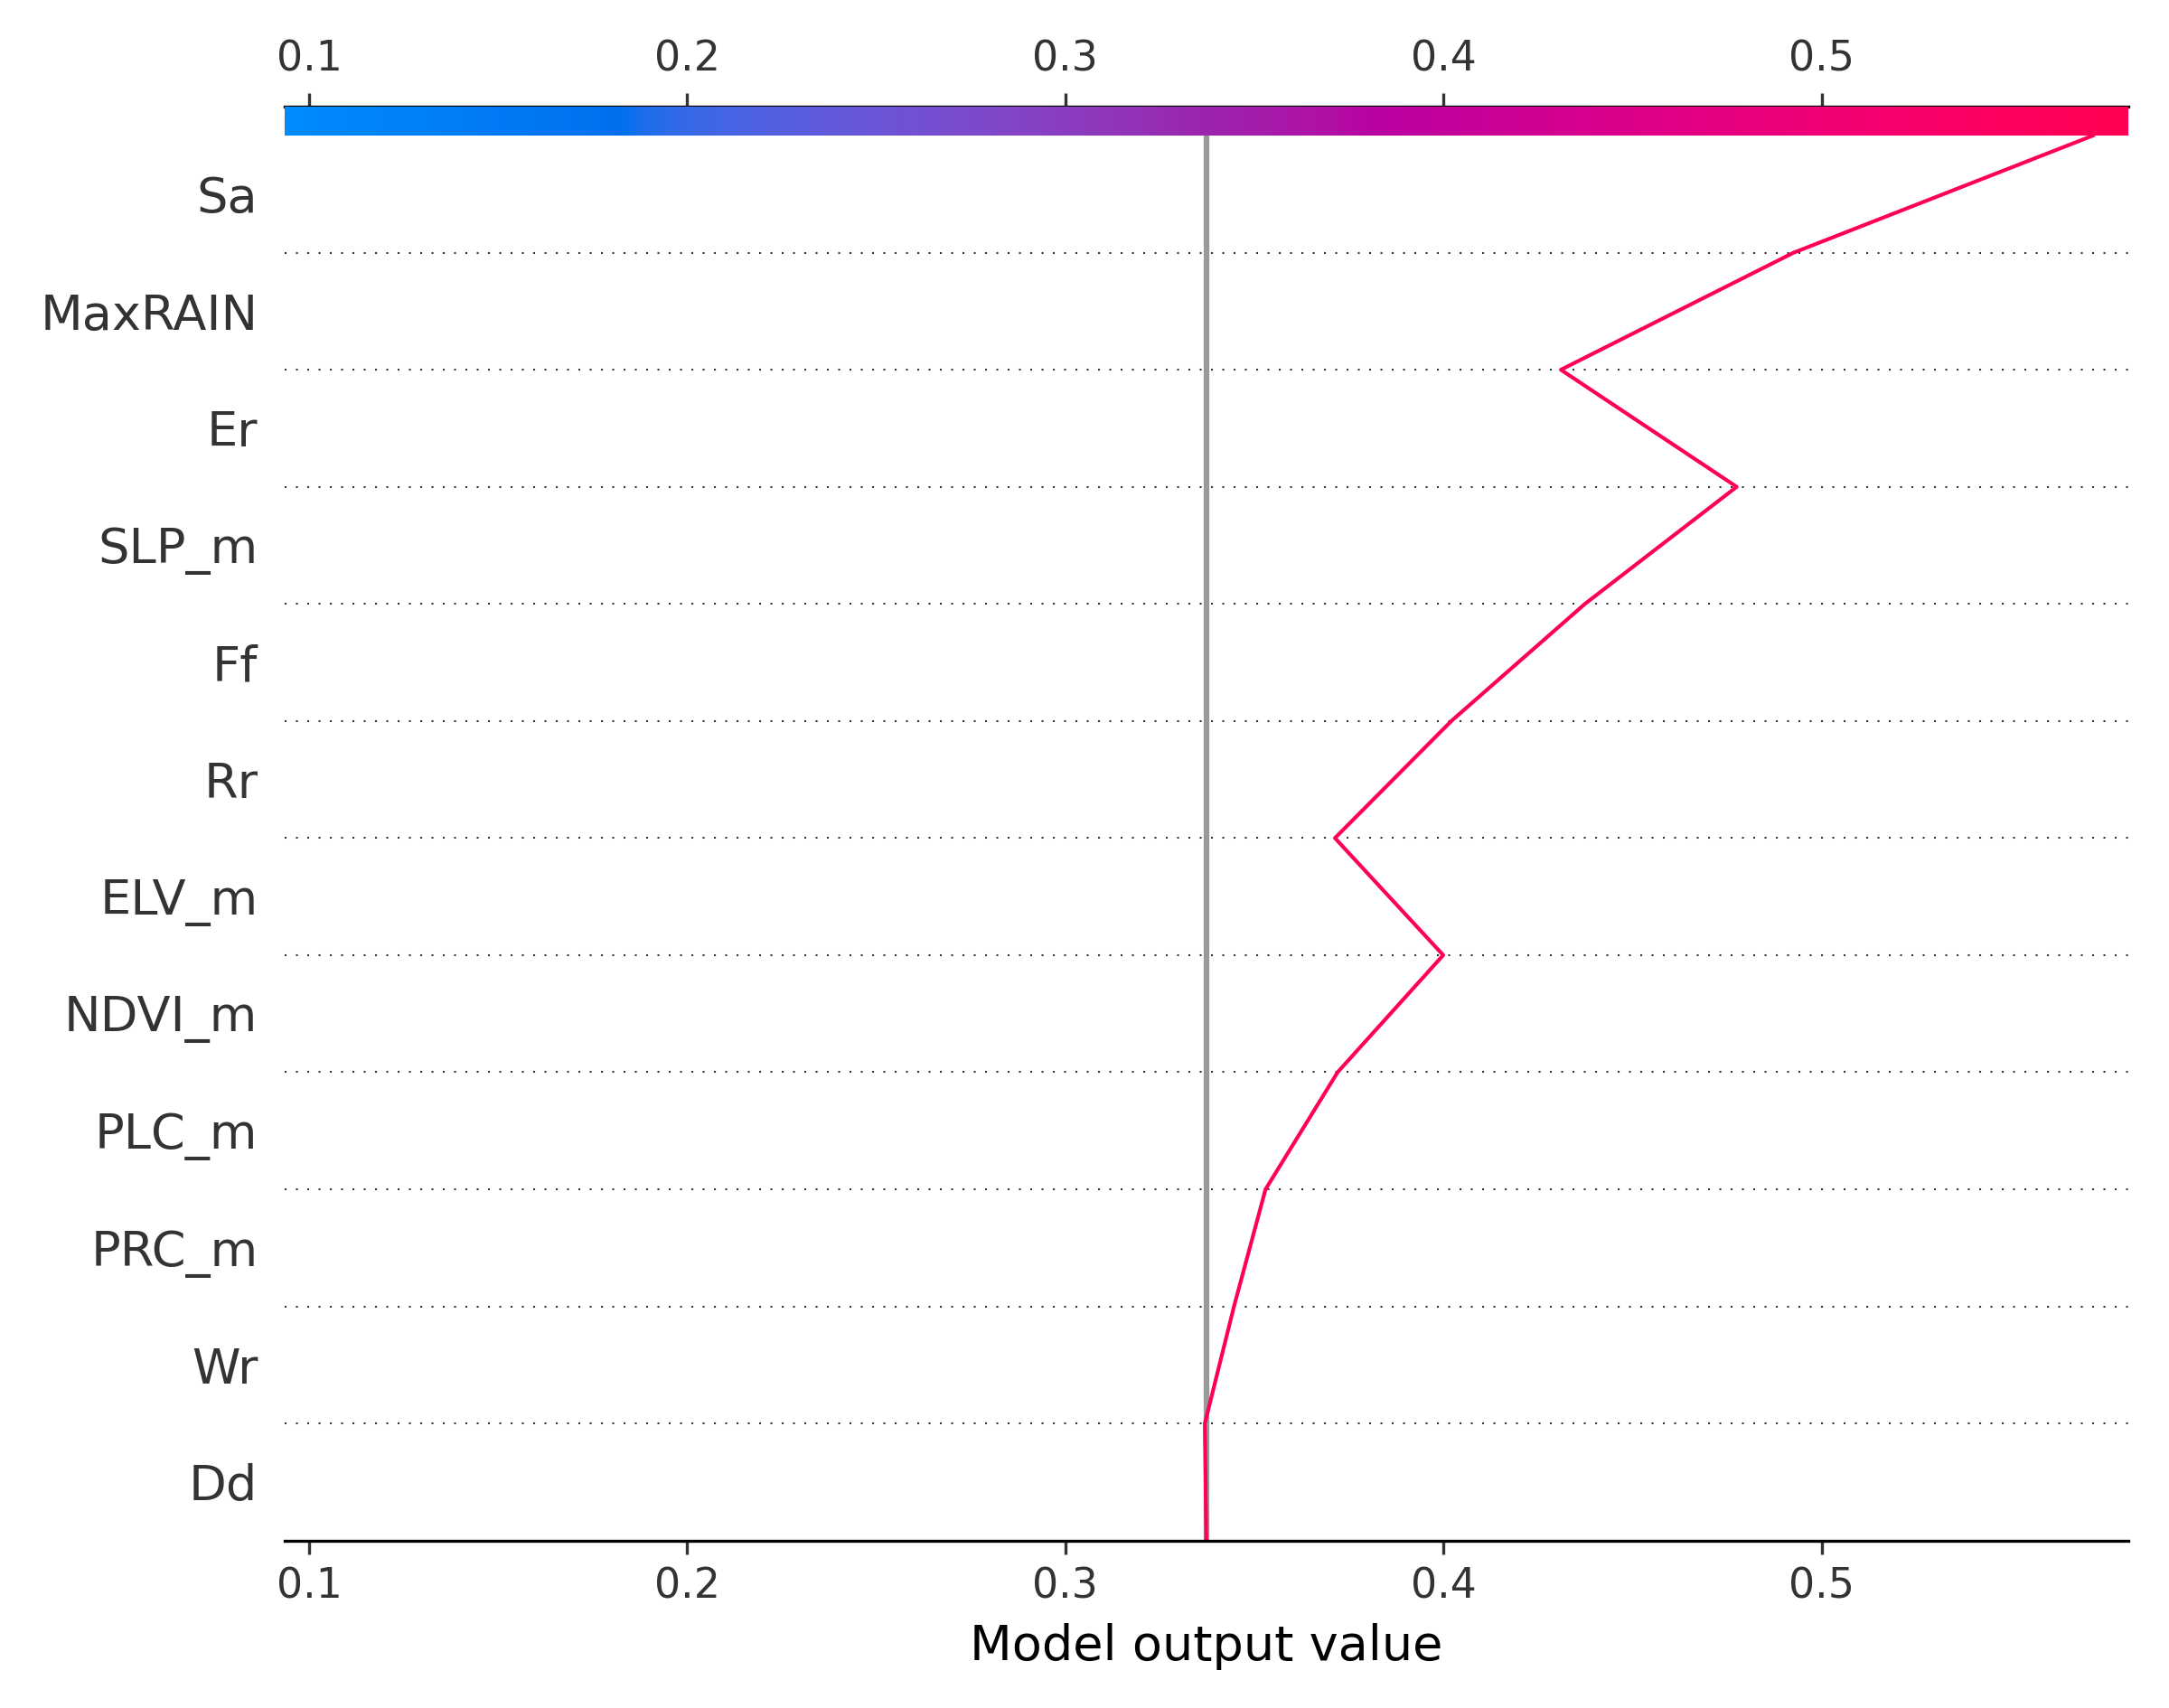 0.1 0.2 0.3 0.4 0.5
Sa
MaxRAIN
Er
SLP_m
Ff
Rr
ELV_m
NDVI_m
PLC_m
PRC_m
Wr
Dd
0.1 0.2 0.3 0.4 0.5
Model output value